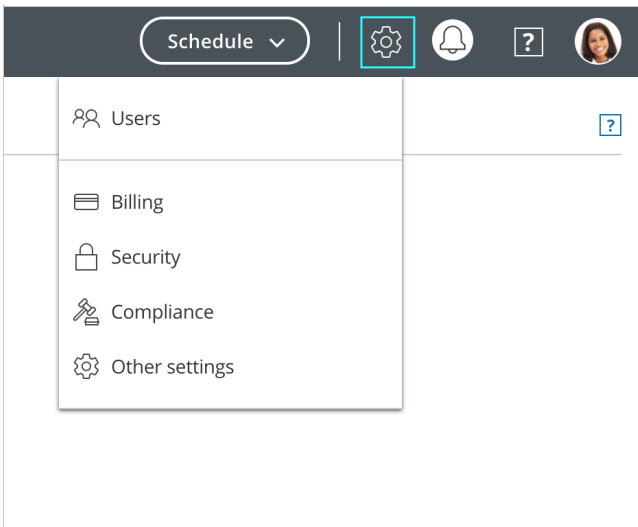 Schedule
?
Users
?
Billing
Security
Compliance
Other settings